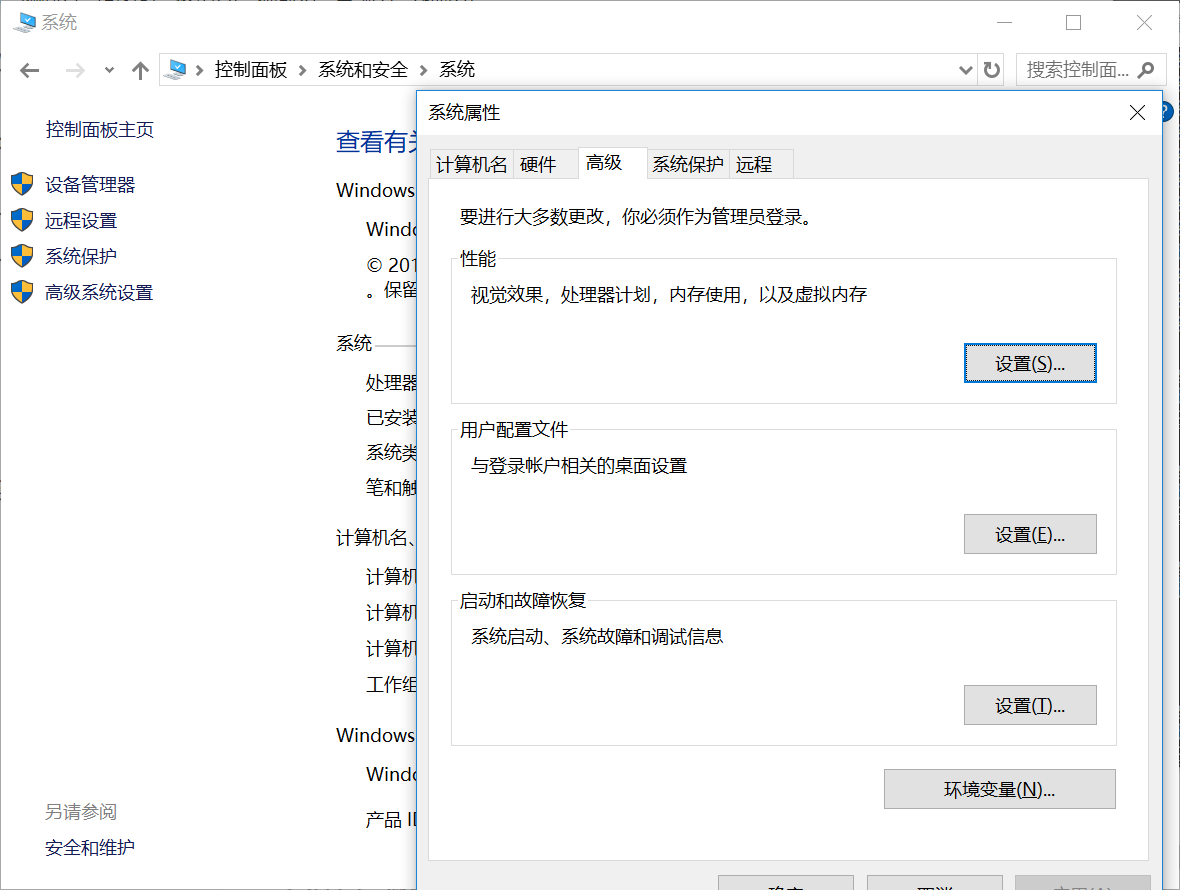 系统
控制面板 系统和安全 系统
搜索控制面...
控制面板主页
设备管理器
远程设置
系统保护
高级系统设置
另请参阅
安全和维护
查看有
Windows
© 201
。保留
系统
处理器
已安装
系统类
笔和触
计算机名、
计算机
计算机
计算机
工作组
Windows
产品 ID
系统属性
计算机名 硬件 高级 系统保护 远程
要进行大多数更改，你必须作为管理员登录。
性能
视觉效果，处理器计划，内存使用，以及虚拟内存
设置(S)...
用户配置文件
与登录帐户相关的桌面设置
设置(E)...
启动和故障恢复
系统启动、系统故障和调试信息
设置(T)...
环境变量(N)...